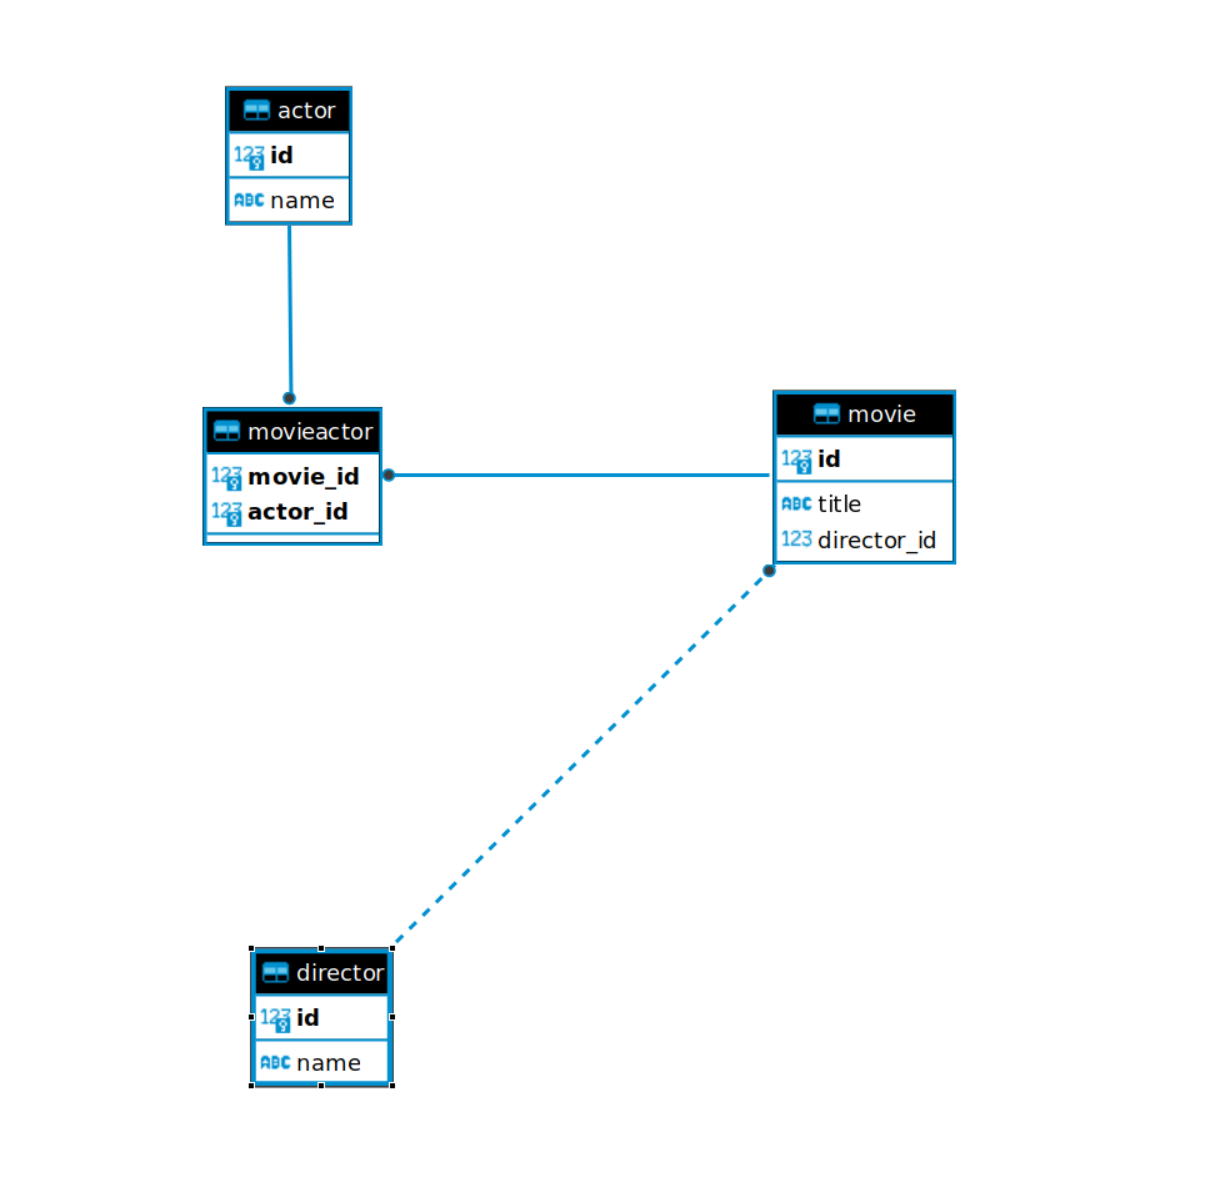 actor
123 id
ABC name
movieactor
123 movie_id
123 actor_id
movie
123 id
ABC title
123 director_id
director
123 id
ABC name